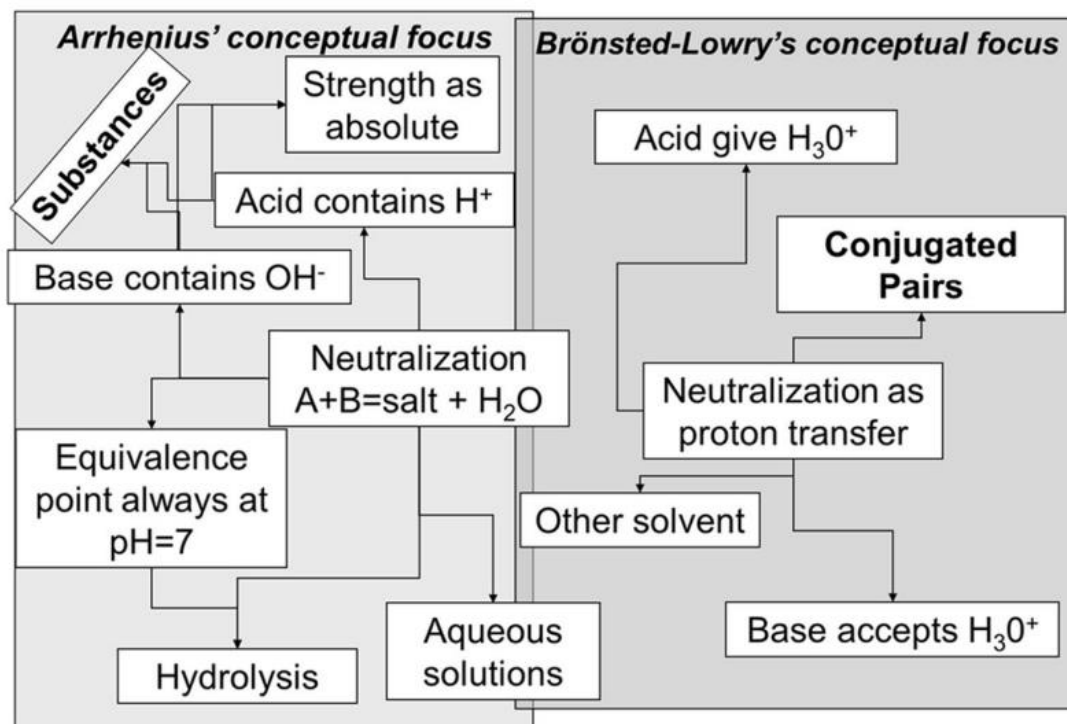 Arrhenius’ conceptual focus
Substances
Strength as
absolute
Acid contains H⁺
Base contains OH⁻
Neutralization
A+B=salt + H₂O
Equivalence
point always at
pH=7
Hydrolysis
Aqueous
solutions
Brönsted-Lowry’s conceptual focus
Acid give H₃0⁺
Conjugated
Pairs
Neutralization as
proton transfer
Other solvent
Base accepts H₃0⁺